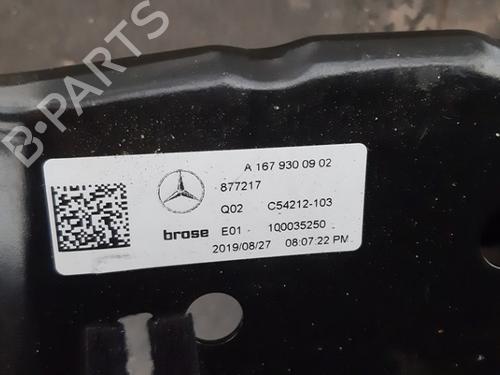 B-PARTS
A 167 930 09 02
877217
Q02 C54212-103
brose E01 100035250
2019/08/27 08:07:22 PM